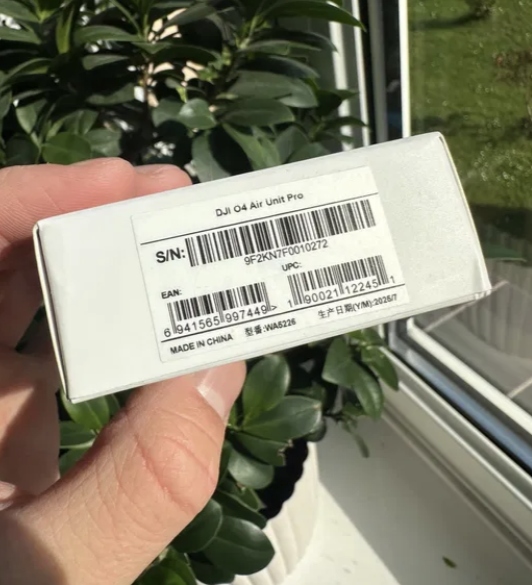 DJI O4 Air Unit Pro
S/N:
9F2KN7F0010272
EAN:
6 941565 997449>
UPC:
1 90021 12245 1
MADE IN CHINA 型番:WA5226 生产日期(Y/M):2025/7